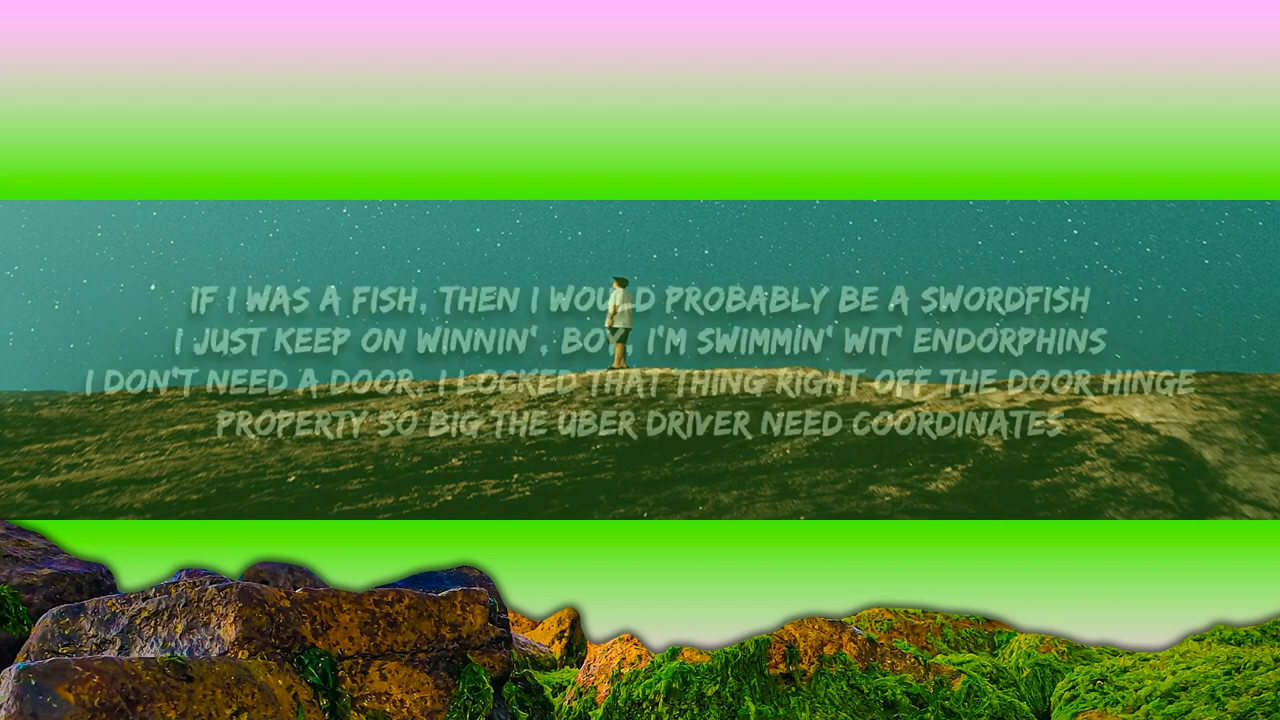 IF I WAS A FISH, THEN I WOULD PROBABLY BE A SWORDFISH
I JUST KEEP ON WINNIN', BOY, I'M SWIMMIN' WIT' ENDORPHINS
I DON'T NEED A DOOR, I LOCKED THAT THING RIGHT OFF THE DOOR HINGE
PROPERTY SO BIG THE UBER DRIVER NEED COORDINATES